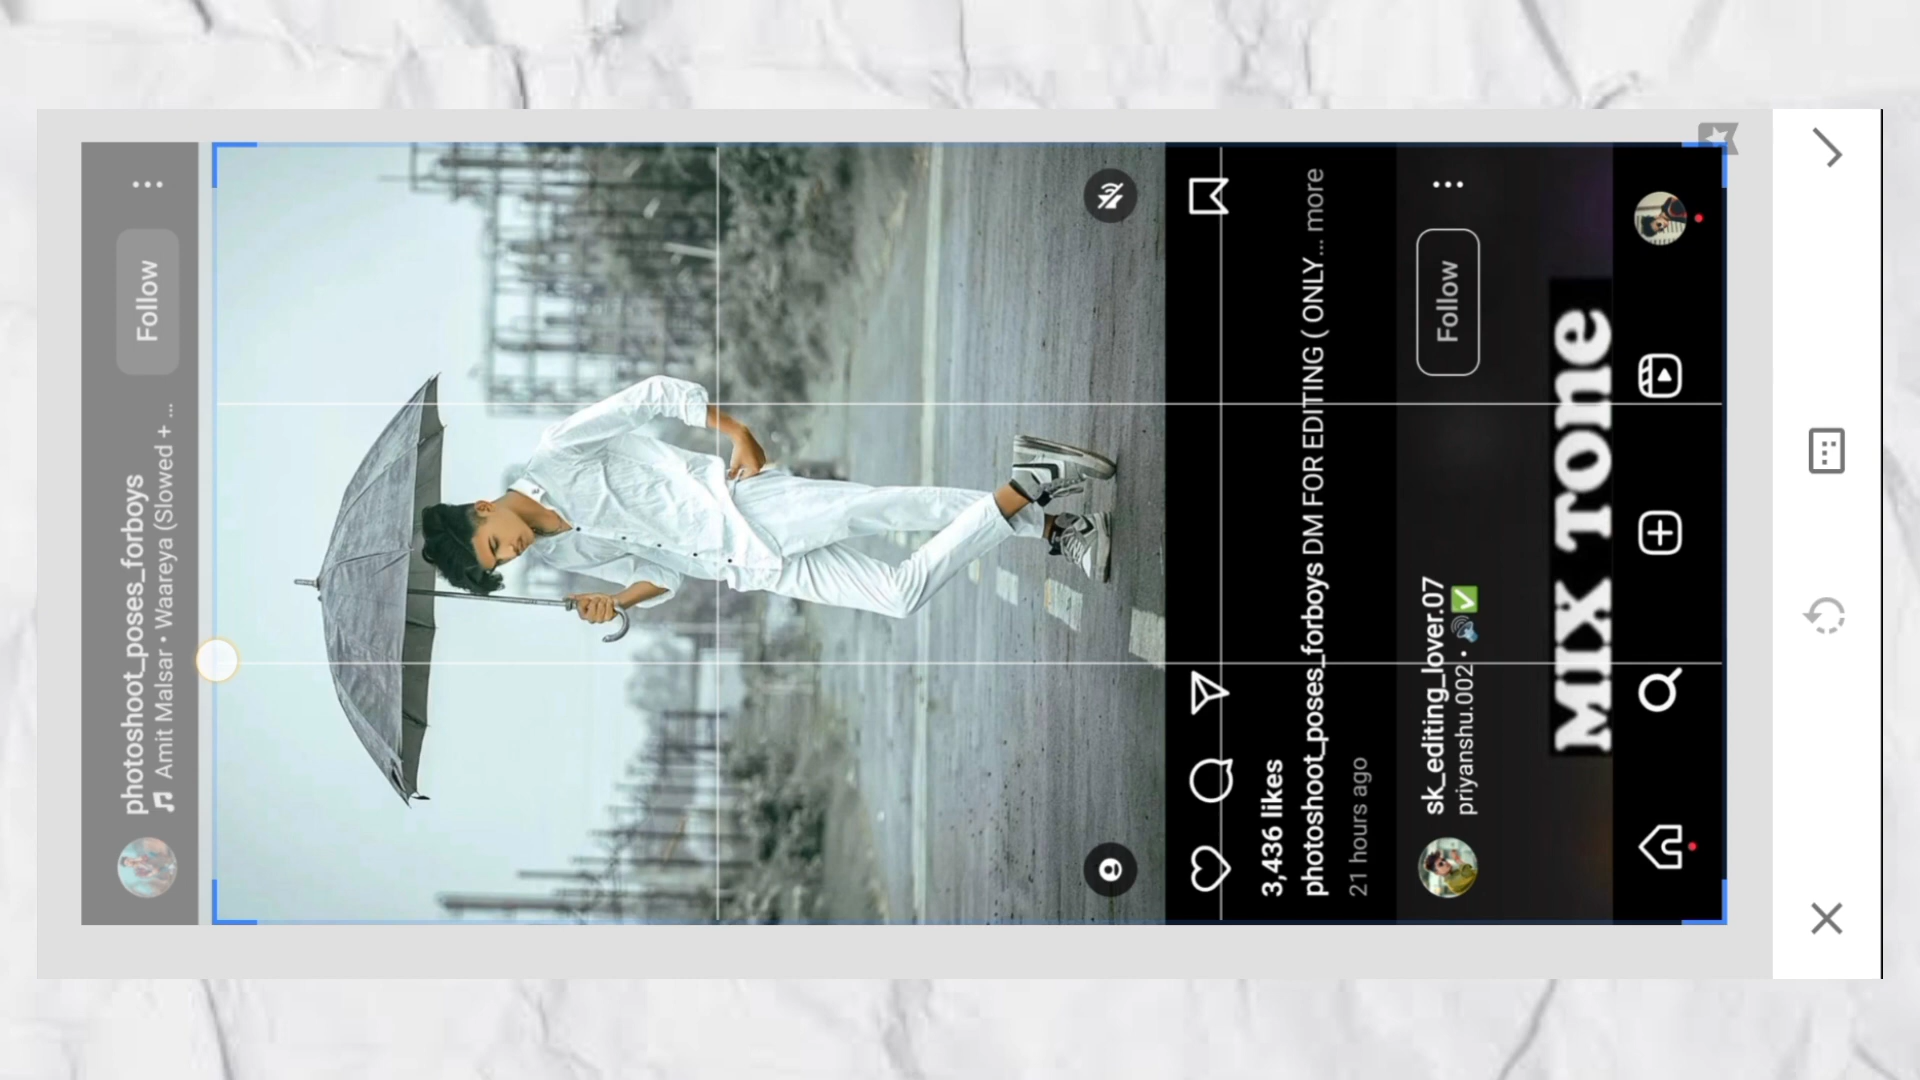 photoshoot_poses_forboys
Amit Malsar • Waareya (Slowed + ...
Follow
3,436 likes
photoshoot_poses_forboys DM FOR EDITING ( ONLY... more
21 hours ago
sk_editing_lover.07
priyanshu.002 • 🔊✅
Follow
MIX TONE